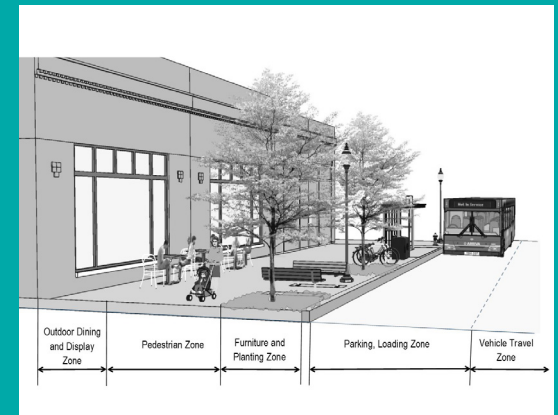 Outdoor Dining
and Display
Zone
Pedestrian Zone
Furniture and
Planting Zone
Parking, Loading Zone
Vehicle Travel
Zone